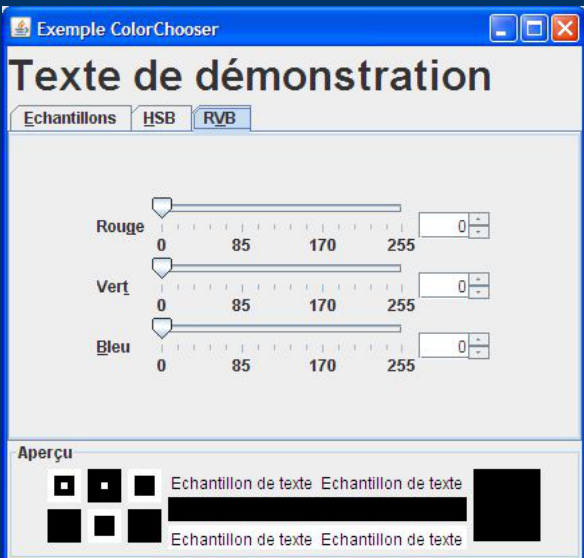 Exemple ColorChooser
Texte de démonstration
Echantillons HSB RVB
Rouge 0
0 85 170 255
Vert 0
0 85 170 255
Bleu 0
0 85 170 255
Aperçu
Echantillon de texte Echantillon de texte
Echantillon de texte Echantillon de texte